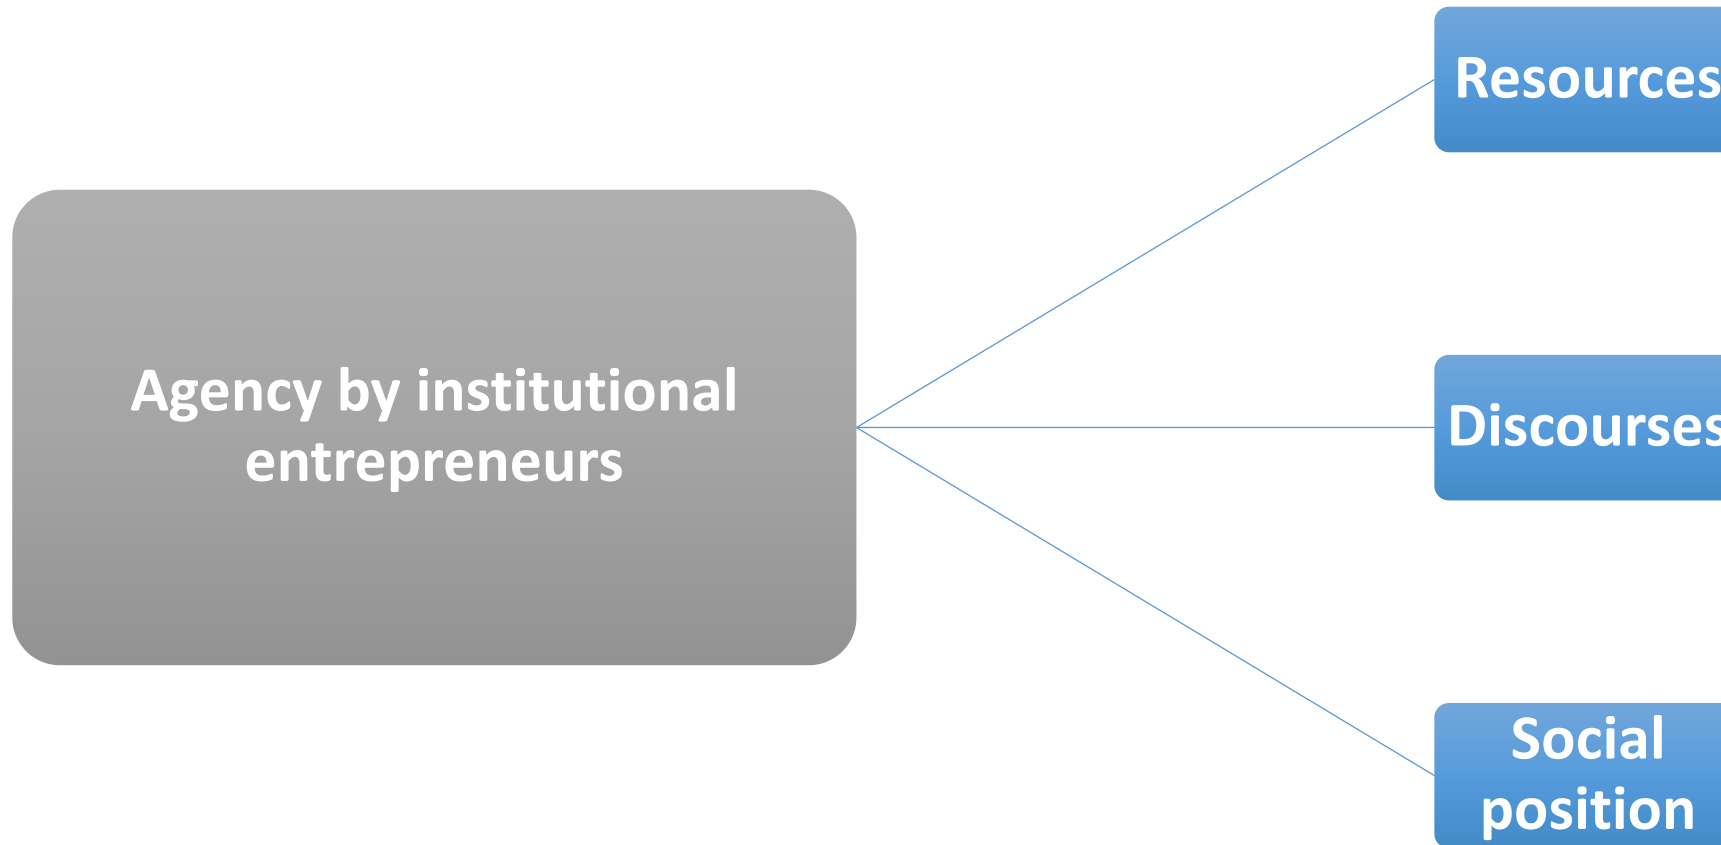 Resources
Agency by institutional
entrepreneurs
Discourses
Social
position